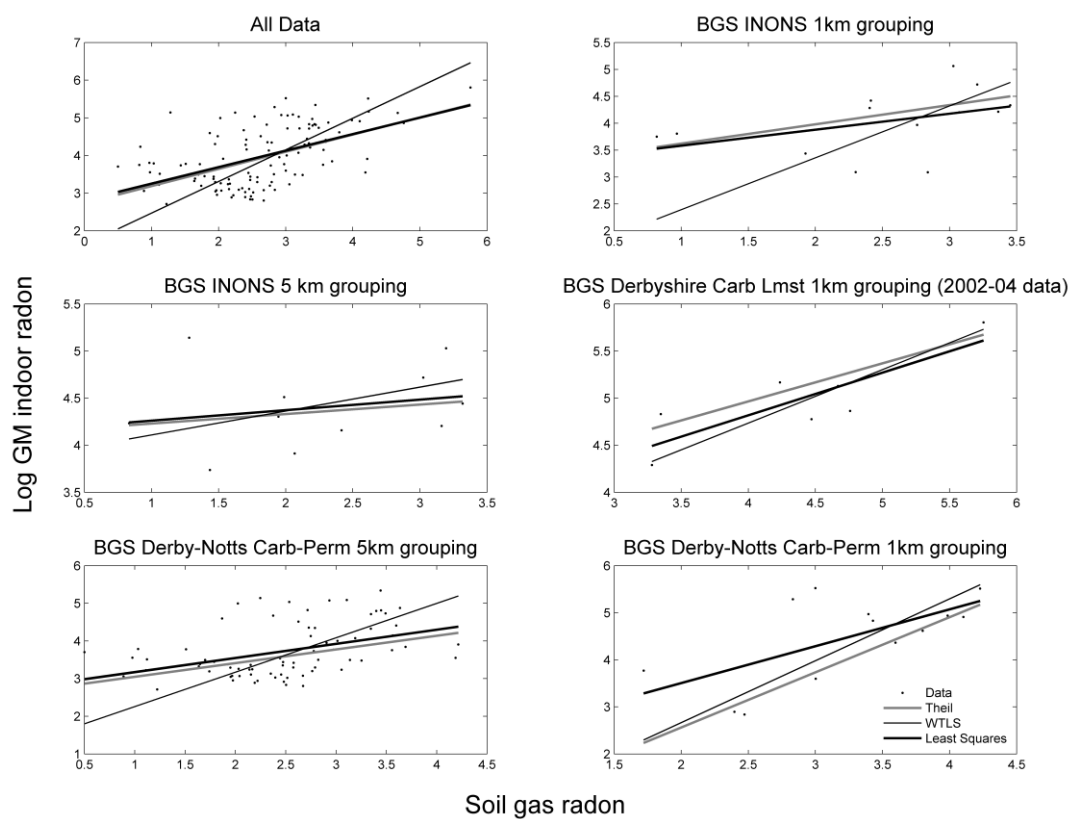 All Data
7
6
5
4
3
2
0 1 2 3 4 5 6
BGS INONS 1km grouping
5.5
5
4.5
4
3.5
3
2.5
2
0.5 1 1.5 2 2.5 3 3.5
Log GM indoor radon
BGS INONS 5 km grouping
5.5
5
4.5
4
3.5
0.5 1 1.5 2 2.5 3 3.5
BGS Derbyshire Carb Lmst 1km grouping (2002-04 data)
6
5.5
5
4.5
4
3 3.5 4 4.5 5 5.5 6
BGS Derby-Notts Carb-Perm 5km grouping
6
5
4
3
2
1
0.5 1 1.5 2 2.5 3 3.5 4 4.5
BGS Derby-Notts Carb-Perm 1km grouping
6
5
4
3
2
1.5 2 2.5 3 3.5 4 4.5
Data
Theil
WTLS
Least Squares
Soil gas radon